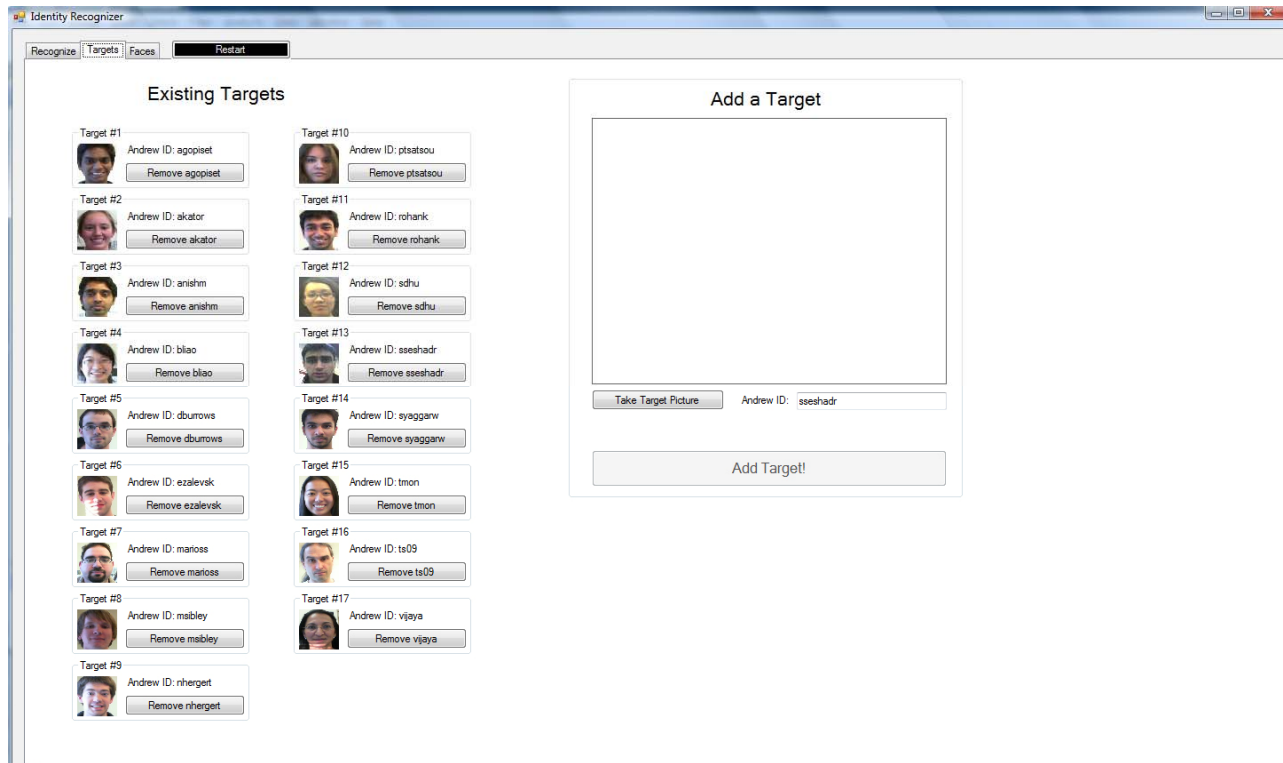 Identity Recognizer
Recognize Targets Faces Restart
Existing Targets
Target #1
Andrew ID: agopiset
Remove agopiset
Target #2
Andrew ID: akator
Remove akator
Target #3
Andrew ID: anishm
Remove anishm
Target #4
Andrew ID: bliao
Remove bliao
Target #5
Andrew ID: dburrows
Remove dburrows
Target #6
Andrew ID: ezalevsk
Remove ezalevsk
Target #7
Andrew ID: marioss
Remove marioss
Target #8
Andrew ID: msibley
Remove msibley
Target #9
Andrew ID: nhergert
Remove nhergert
Target #10
Andrew ID: ptsatsou
Remove ptsatsou
Target #11
Andrew ID: rohank
Remove rohank
Target #12
Andrew ID: sdhu
Remove sdhu
Target #13
Andrew ID: sseshadr
Remove sseshadr
Target #14
Andrew ID: syaggarw
Remove syaggarw
Target #15
Andrew ID: tmon
Remove tmon
Target #16
Andrew ID: ts09
Remove ts09
Target #17
Andrew ID: vijaya
Remove vijaya
Add a Target
Take Target Picture Andrew ID: sseshadr
Add Target!